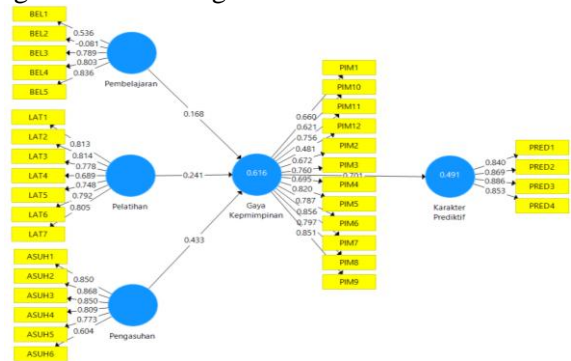 BEL1
BEL2
BEL3
BEL4
BEL5
0.536
-0.081
0.789
0.803
0.836
Pembelajaran
0.168
LAT1
LAT2
LAT3
LAT4
LAT5
LAT6
LAT7
0.813
0.814
0.778
0.689
0.748
0.792
0.805
Pelatihan
0.241
ASUH1
ASUH2
ASUH3
ASUH4
ASUH5
ASUH6
0.850
0.868
0.850
0.809
0.773
0.604
Pengasuhan
0.433
0.616
Gaya
Kepmimpinan
PIM1
PIM10
PIM11
PIM12
PIM2
PIM3
PIM4
PIM5
PIM6
PIM7
PIM8
PIM9
0.660
0.621
0.756
0.481
0.672
0.760
0.695
0.820
0.787
0.856
0.797
0.851
0.701
0.491
Karakter
Prediktif
0.840
0.869
0.886
0.853
PRED1
PRED2
PRED3
PRED4